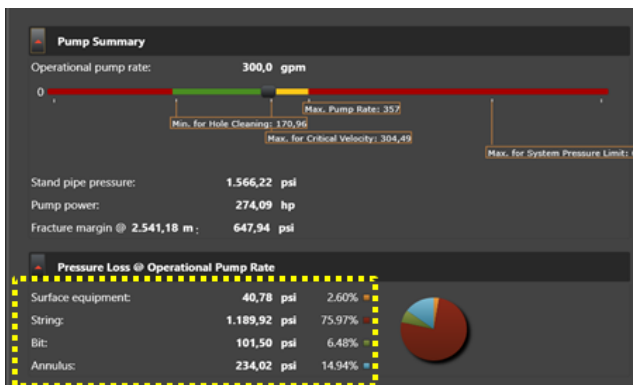 Pump Summary
Operational pump rate: 300,0 gpm
0
Max. Pump Rate: 357
Min. for Hole Cleaning: 170,96
Max. for Critical Velocity: 304,49
Max. for System Pressure Limit:
Stand pipe pressure: 1.566,22 psi
Pump power: 274,09 hp
Fracture margin @ 2.541,18 m : 647,94 psi
Pressure Loss @ Operational Pump Rate
Surface equipment: 40,78 psi 2.60%
String: 1.189,92 psi 75.97%
Bit: 101,50 psi 6.48%
Annulus: 234,02 psi 14.94%